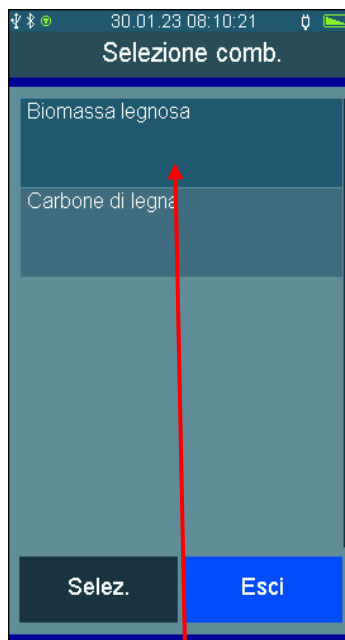 30.01.23 08:10:21
Selezione comb.
Biomassa legnosa
Carbone di legna
Selez.
Esci